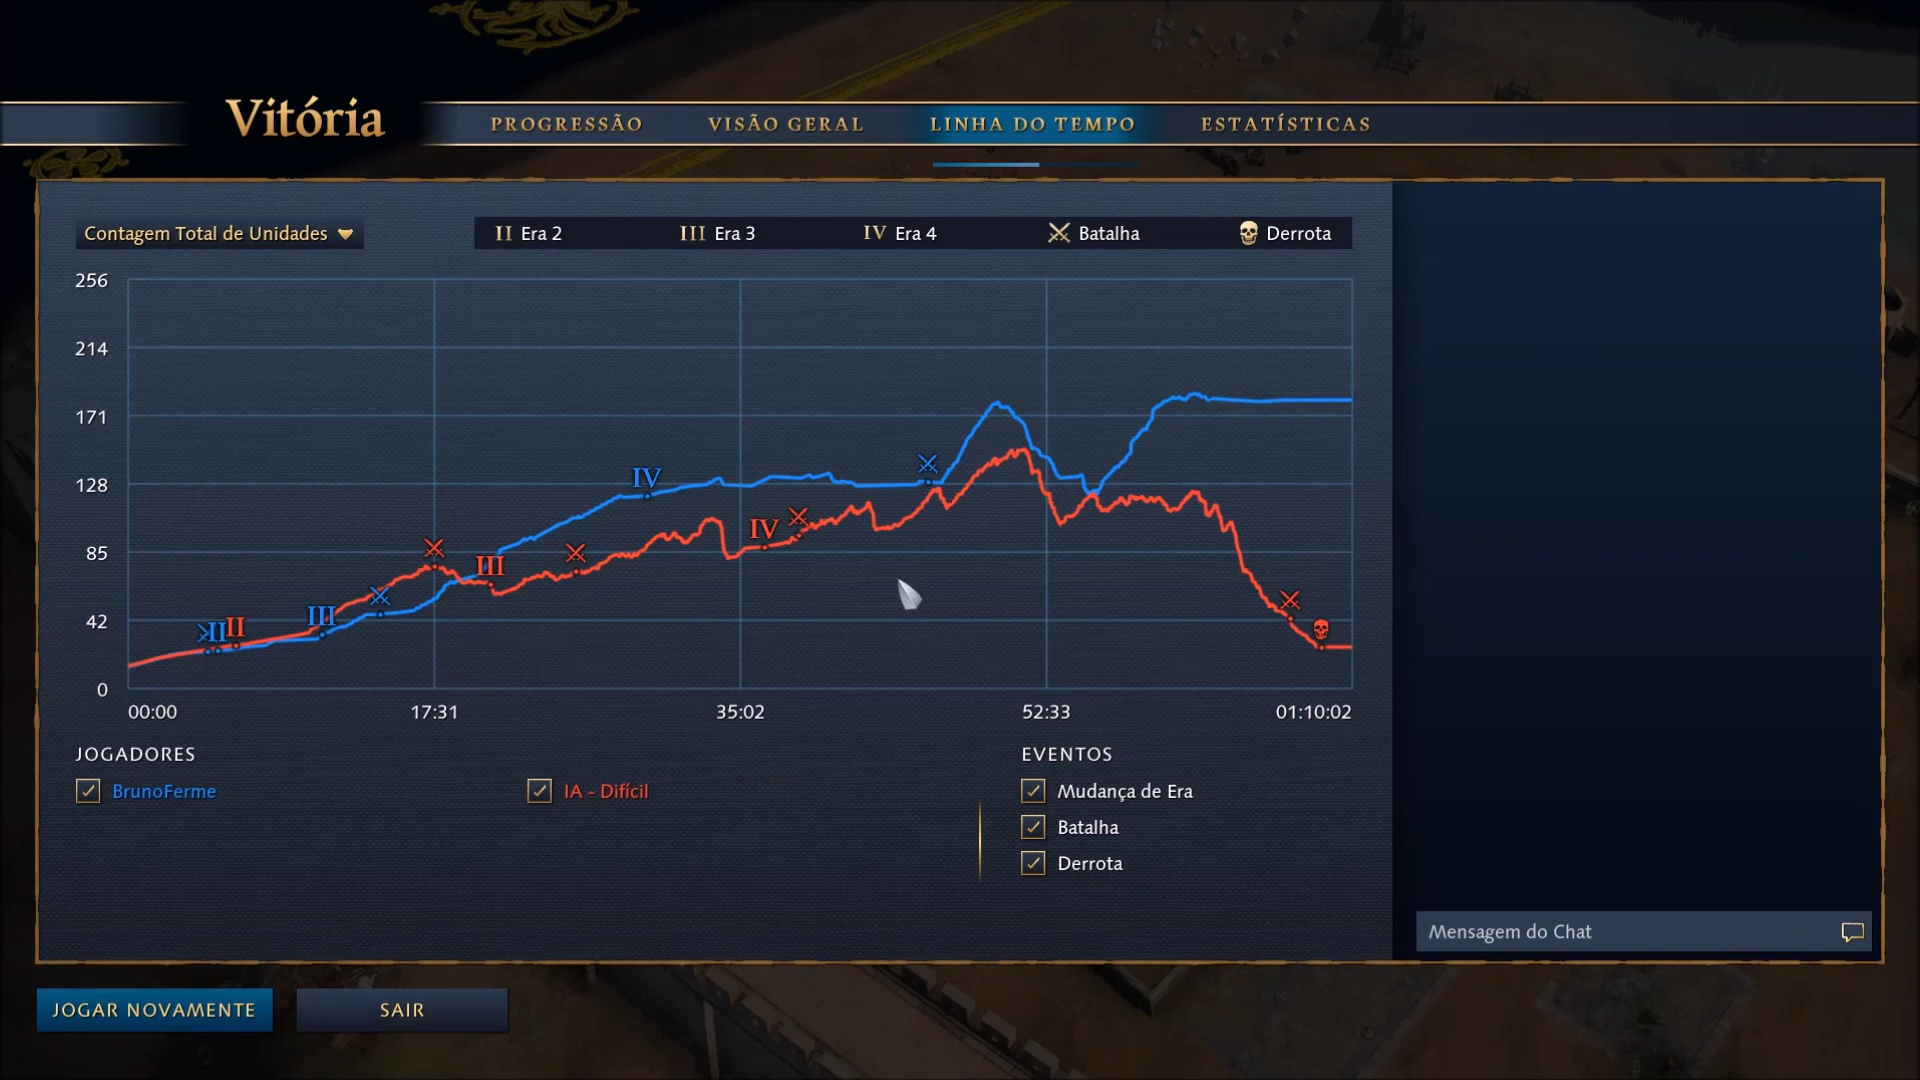 Vitória
PROGRESSÃO
VISÃO GERAL
LINHA DO TEMPO
ESTATÍSTICAS
Contagem Total de Unidades
II Era 2
III Era 3
IV Era 4
Batalha
Derrota
256
214
171
128
85
42
0
II
II
III
III
IV
IV
00:00
17:31
35:02
52:33
01:10:02
JOGADORES
BrunoFerme
IA - Difícil
EVENTOS
Mudança de Era
Batalha
Derrota
Mensagem do Chat
JOGAR NOVAMENTE
SAIR